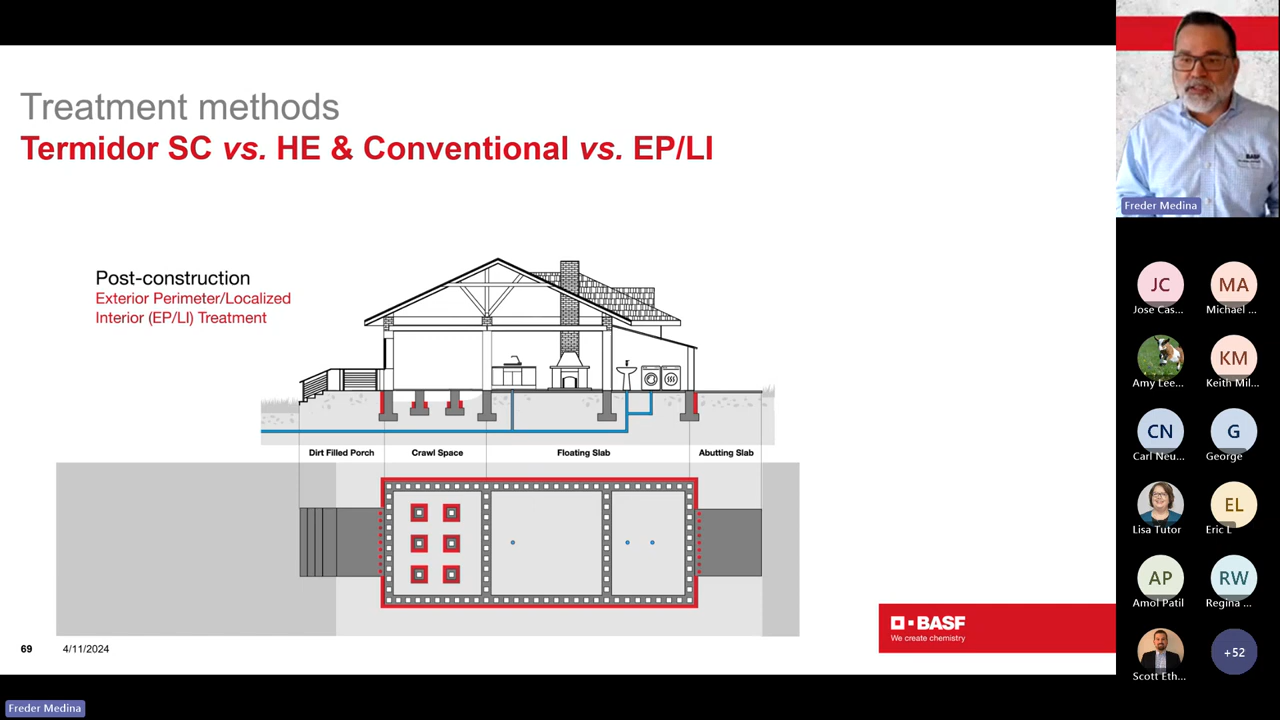 Treatment methods
Termidor SC vs. HE & Conventional vs. EP/LI
Post-construction
Exterior Perimeter/Localized
Interior (EP/LI) Treatment
Dirt Filled Porch
Crawl Space
Floating Slab
Abutting Slab
BASF
We create chemistry
69
4/11/2024
Freder Medina
BASF
Freder Medina
JC
MA
Jose Cas...
Michael ...
KM
Amy Lee...
Keith Mil...
CN
G
Carl Neu...
George
EL
Lisa Tutor
Eric L
AP
RW
Amol Patil
Regina ...
+52
Scott Eth...